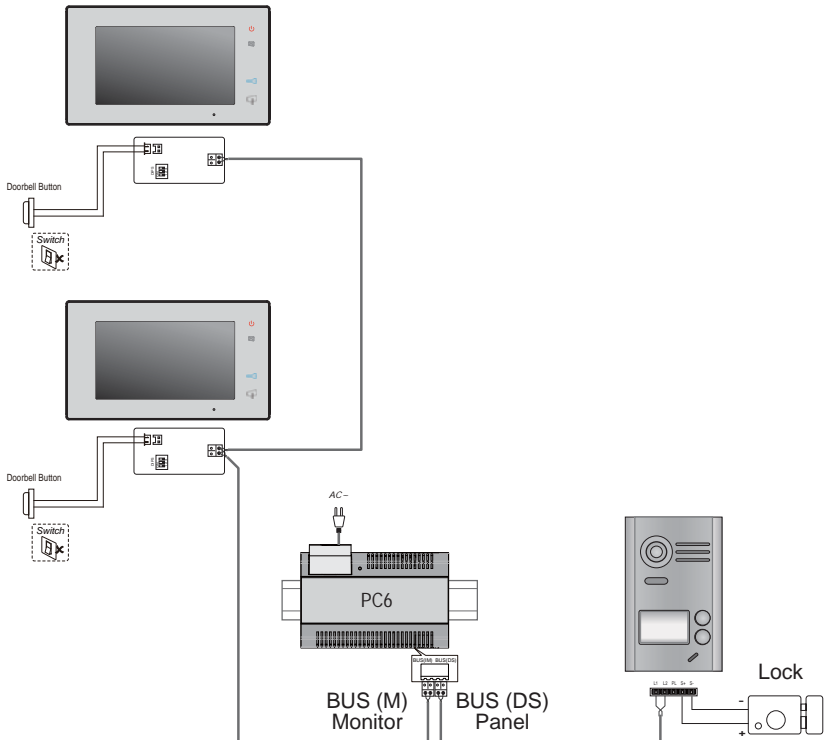 Doorbell Button
Switch
Doorbell Button
Switch
AC~
PC6
BUS(M) BUS(DS)
BUS (M)
Monitor
BUS (DS)
Panel
L1 L2 PL S+ S-
Lock
-
+